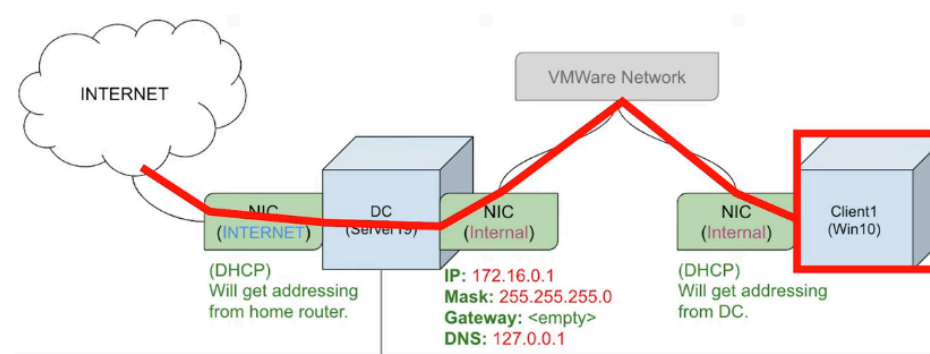 INTERNET
VMWare Network
NIC
(INTERNET)
DC
(Server19)
NIC
(Internal)
NIC
(Internal)
Client1
(Win10)
(DHCP)
Will get addressing
from home router.
IP: 172.16.0.1
Mask: 255.255.255.0
Gateway: <empty>
DNS: 127.0.0.1
(DHCP)
Will get addressing
from DC.